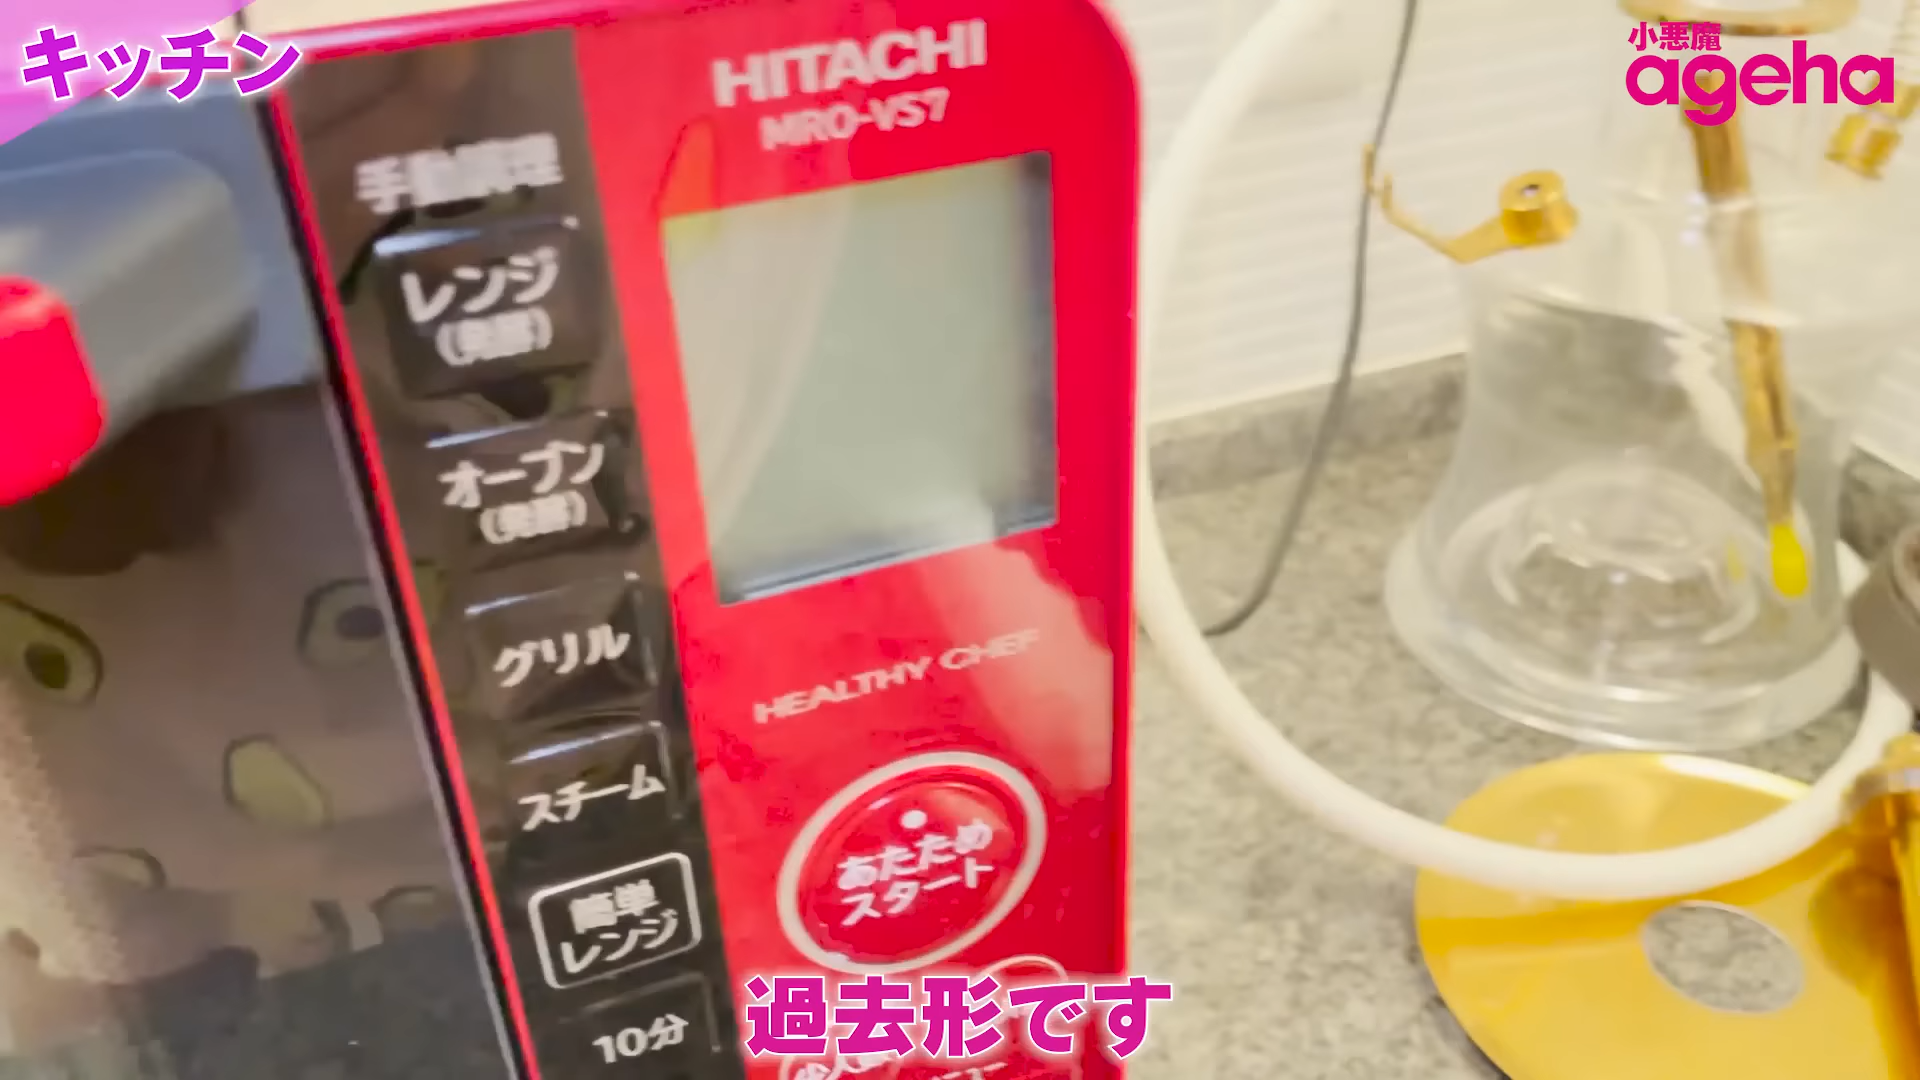 キッチン
小悪魔
ageha
HITACHI
MRO-VS7
手動調理
レンジ
(発酵)
オーブン
(発酵)
グリル
スチーム
簡単
レンジ
10分
HEALTHY CHEF
あたため
スタート
過去形です